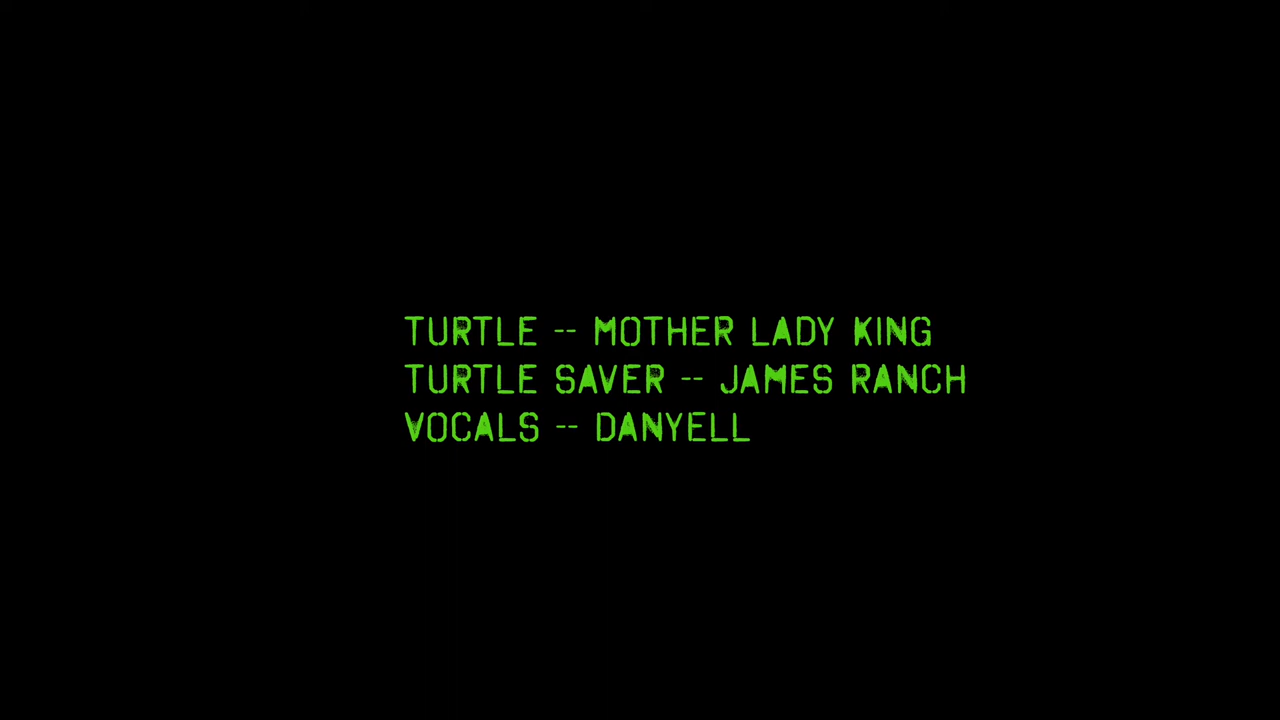 TURTLE -- MOTHER LADY KING
TURTLE SAVER -- JAMES RANCH
VOCALS -- DANYELL